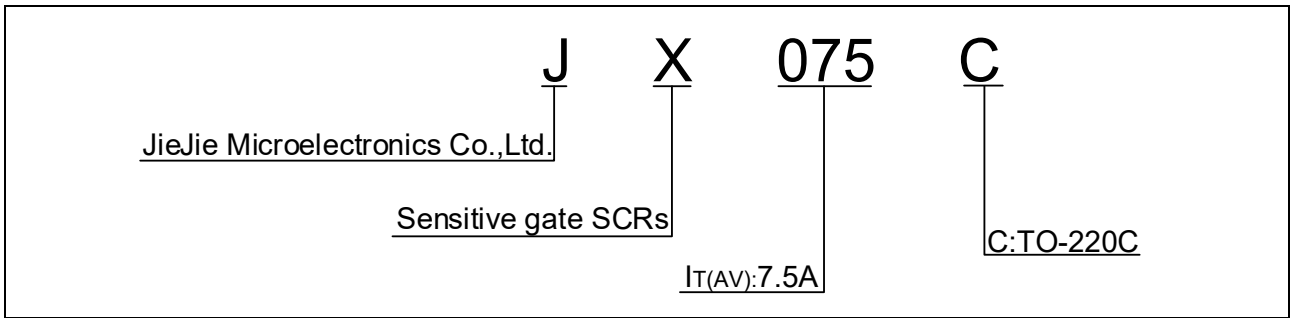 J X 075 C
JieJie Microelectronics Co.,Ltd.
Sensitive gate SCRs
C:TO-220C
IT(AV):7.5A